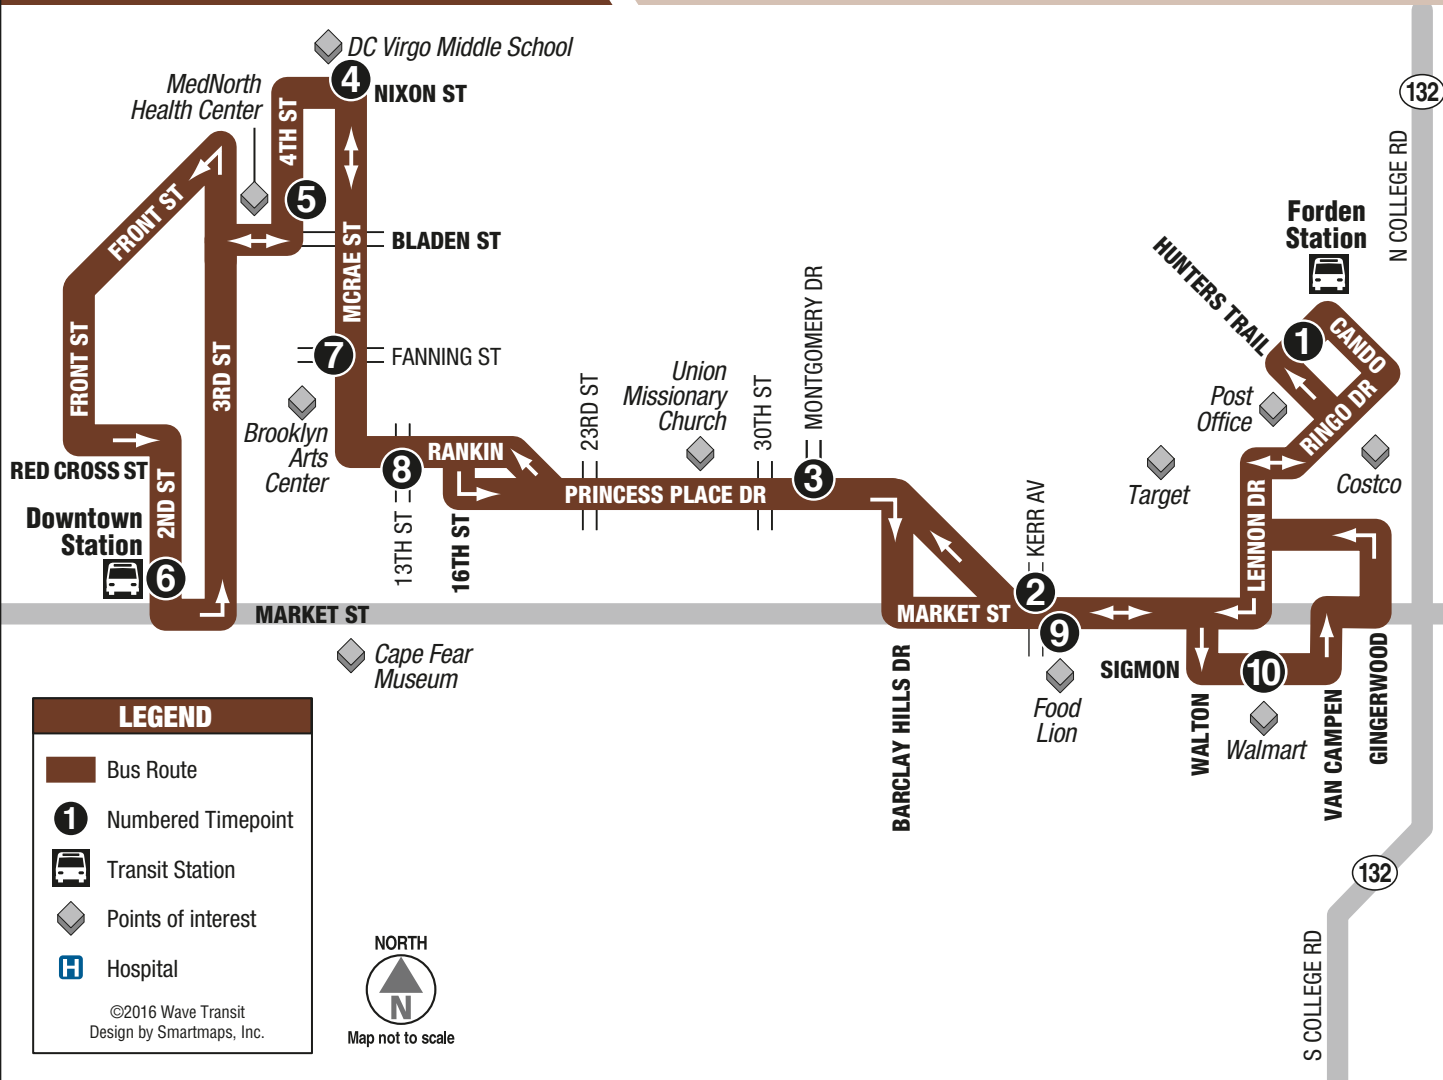 DC Virgo Middle School
MedNorth
Health Center
4
NIXON ST
132
4TH ST
N COLLEGE RD
5
FRONT ST
Forden
Station
BLADEN ST
HUNTERS TRAIL
MCRAE ST
MONTGOMERY DR
1
CANDO
7
FANNING ST
FRONT ST
3RD ST
Union
Missionary
Church
23RD ST
30TH ST
Post
Office
RINGO DR
Brooklyn
Arts
Center
8
RANKIN
RED CROSS ST
2ND ST
PRINCESS PLACE DR
3
Target
Costco
Downtown
Station
13TH ST
16TH ST
KERR AV
LENNON DR
6
2
MARKET ST
MARKET ST
9
Cape Fear
Museum
BARCLAY HILLS DR
SIGMON
10
Food
Lion
WALTON
Walmart
VAN CAMPEN
GINGERWOOD
LEGEND
Bus Route
1 Numbered Timepoint
Transit Station
Points of interest
H Hospital
©2016 Wave Transit
Design by Smartmaps, Inc.
NORTH
N
Map not to scale
132
S COLLEGE RD